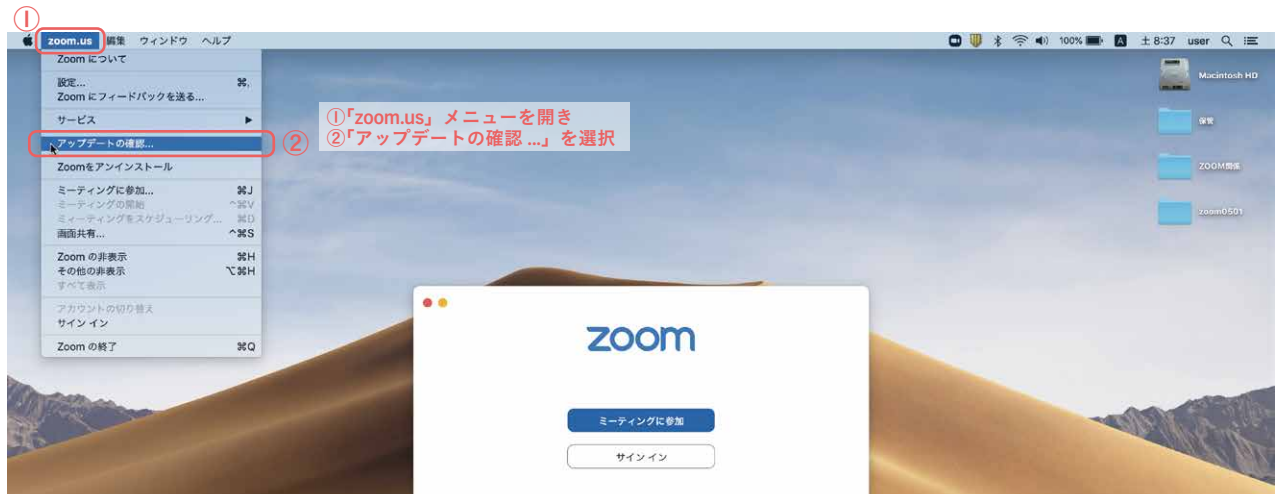 ①
zoom.us 編集 ウィンドウ ヘルプ
100% A 土 8:37 user
Zoom について
設定... ⌘,
Zoom にフィードバックを送る...
サービス ▶
アップデートの確認...
②
Zoomをアンインストール
ミーティングに参加... ⌘J
ミーティングの開始 ^⌘V
ミィーティングをスケジューリング... ⌘D
画面共有... ^⌘S
Zoom の非表示 ⌘H
その他の非表示 ⌥⌘H
すべて表示
アカウントの切り替え
サイン イン
Zoom の終了 ⌘Q
①「zoom.us」メニューを開き
②「アップデートの確認 ...」を選択
Macintosh HD
保管
ZOOM関係
zoom0501
zoom
ミーティングに参加
サイン イン